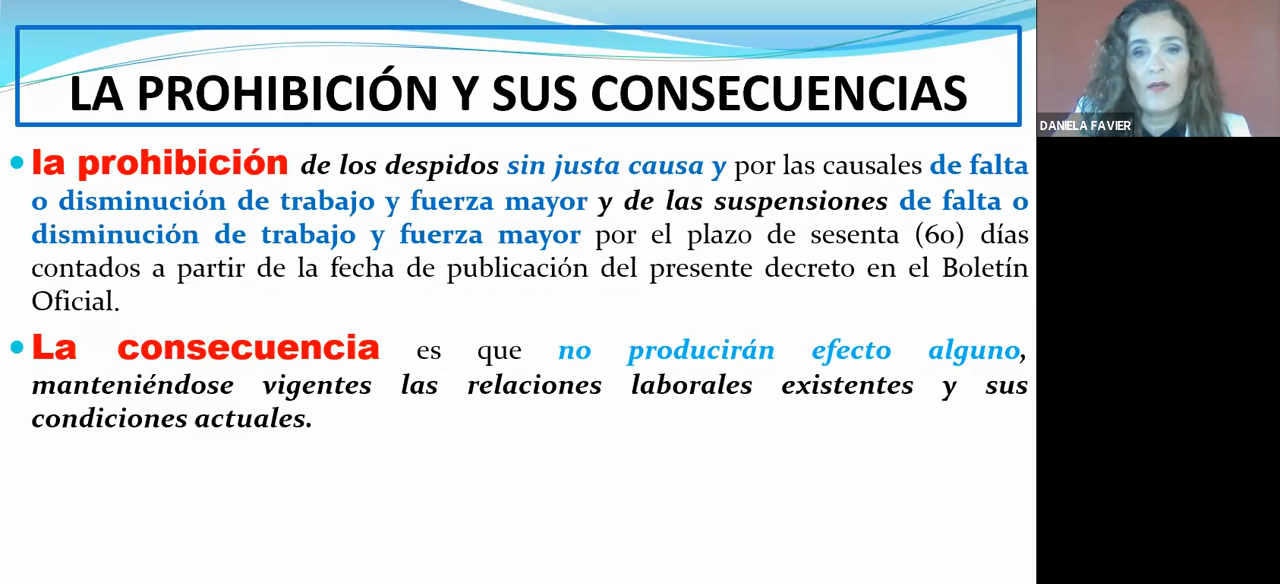 LA PROHIBICIÓN Y SUS CONSECUENCIAS
DANIELA FAVIER
• la prohibición de los despidos sin justa causa y por las causales de falta
o disminución de trabajo y fuerza mayor y de las suspensiones de falta o
disminución de trabajo y fuerza mayor por el plazo de sesenta (60) días
contados a partir de la fecha de publicación del presente decreto en el Boletín
Oficial.
• La consecuencia es que no producirán efecto alguno,
manteniéndose vigentes las relaciones laborales existentes y sus
condiciones actuales.